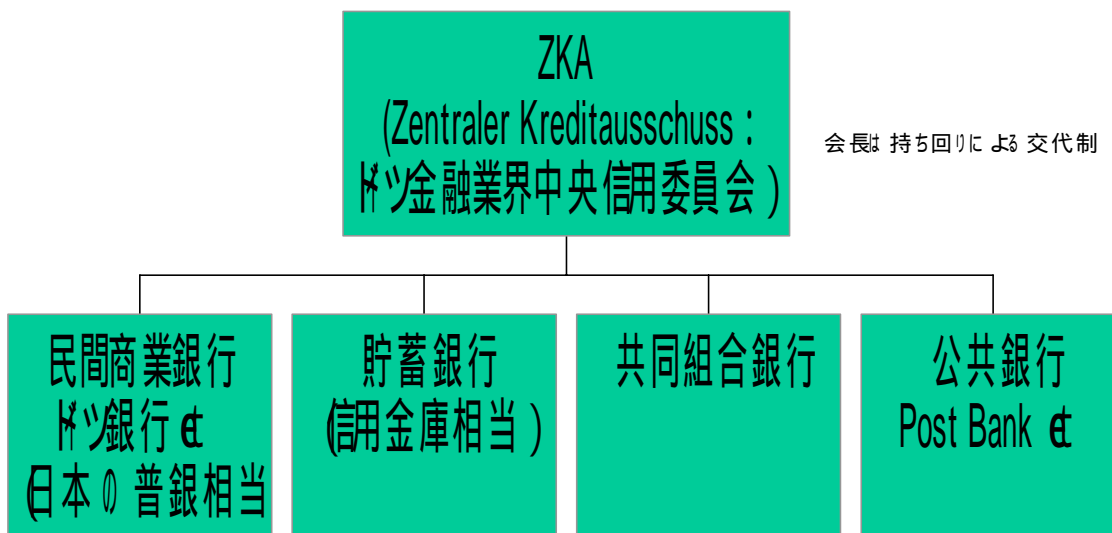 ZKA
(Zentraler Kreditausschuss :
ドイツ金融業界中央信用委員会 )
会長は 持ち回りに よる 交代制
民間商業銀行
ドイツ銀行 etc
(日本の 普銀相当
貯蓄銀行
(信用金庫相当 )
共同組合銀行
公共銀行
Post Bank etc